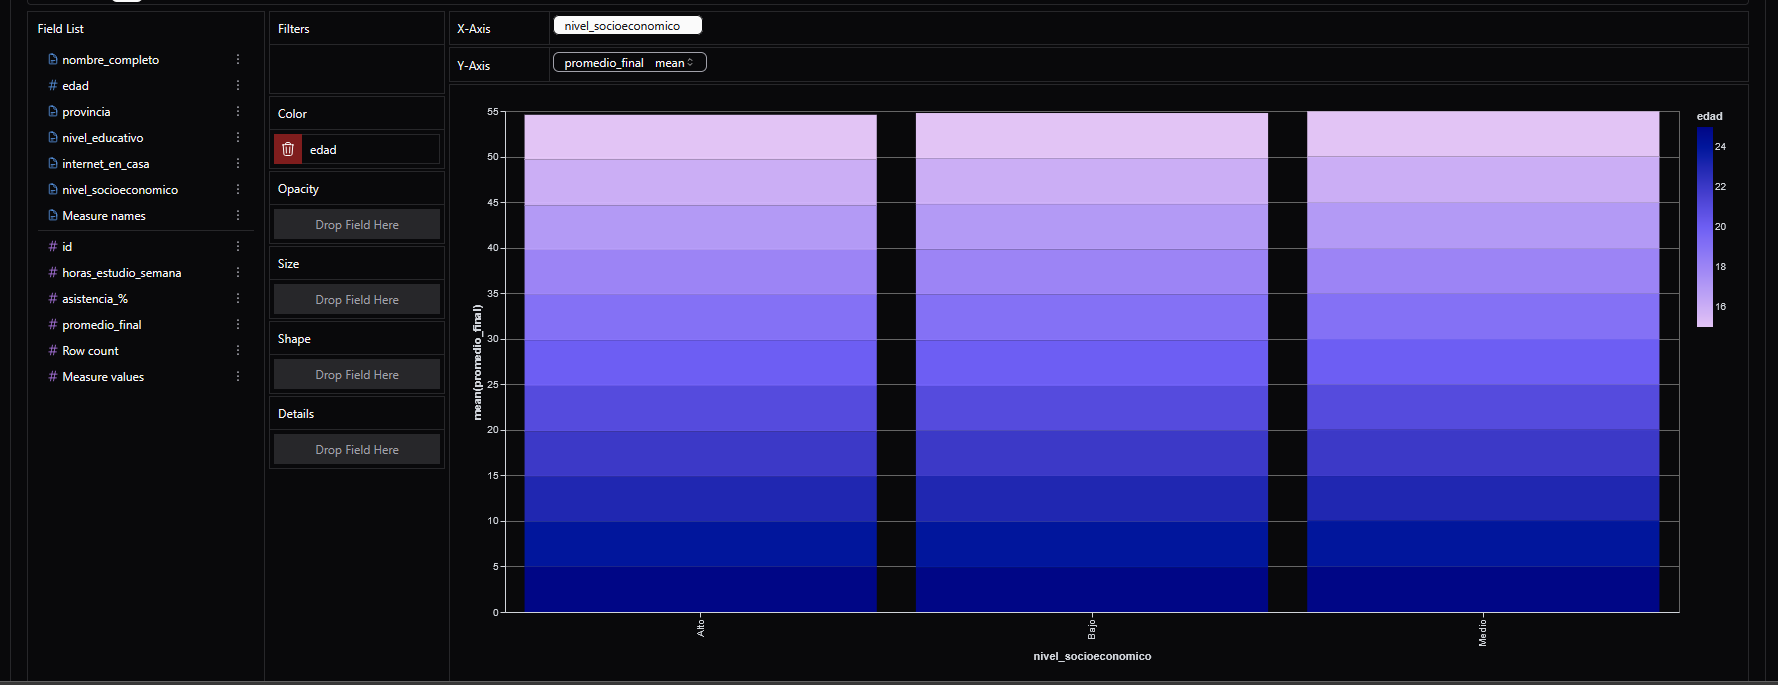 Field List
nombre_completo
edad
provincia
nivel_educativo
internet_en_casa
nivel_socioeconomico
Measure names
id
horas_estudio_semana
asistencia_%
promedio_final
Row count
Measure values
Filters
Color
edad
Opacity
Drop Field Here
Size
Drop Field Here
Shape
Drop Field Here
Details
Drop Field Here
X-Axis
nivel_socioeconomico
Y-Axis
promedio_final mean
mean(promedio_final)
55
50
45
40
35
30
25
20
15
10
5
0
Alto
Bajo
Medio
nivel_socioeconomico
edad
24
22
20
18
16